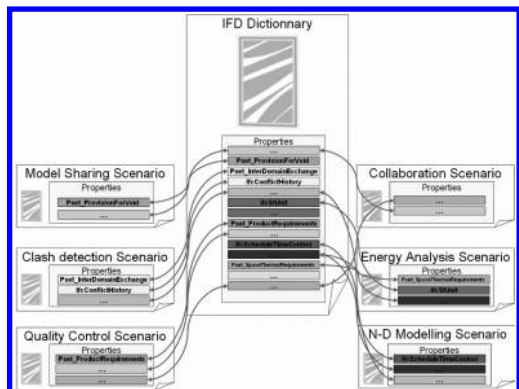 IFD Dictionnary
Properties
...
Pset_ProvisionForVoid
Pset_InterDomainExchange
IfcConflictHistory
...
IfcSIUnit
Pset_ProductRequirements
...
IfcScheduleTimeControl
Pset_SpaceThermalRequirements
...
...
Model Sharing Scenario
Properties
Pset_ProvisionForVoid
...
Clash detection Scenario
Properties
Pset_InterDomainExchange
IfcConflictHistory
...
Quality Control Scenario
Properties
Pset_ProductRequirements
...
...
Collaboration Scenario
Properties
...
...
Energy Analysis Scenario
Properties
Pset_SpaceThermalRequirements
IfcSIUnit
N-D Modelling Scenario
Properties
IfcScheduleTimeControl
...